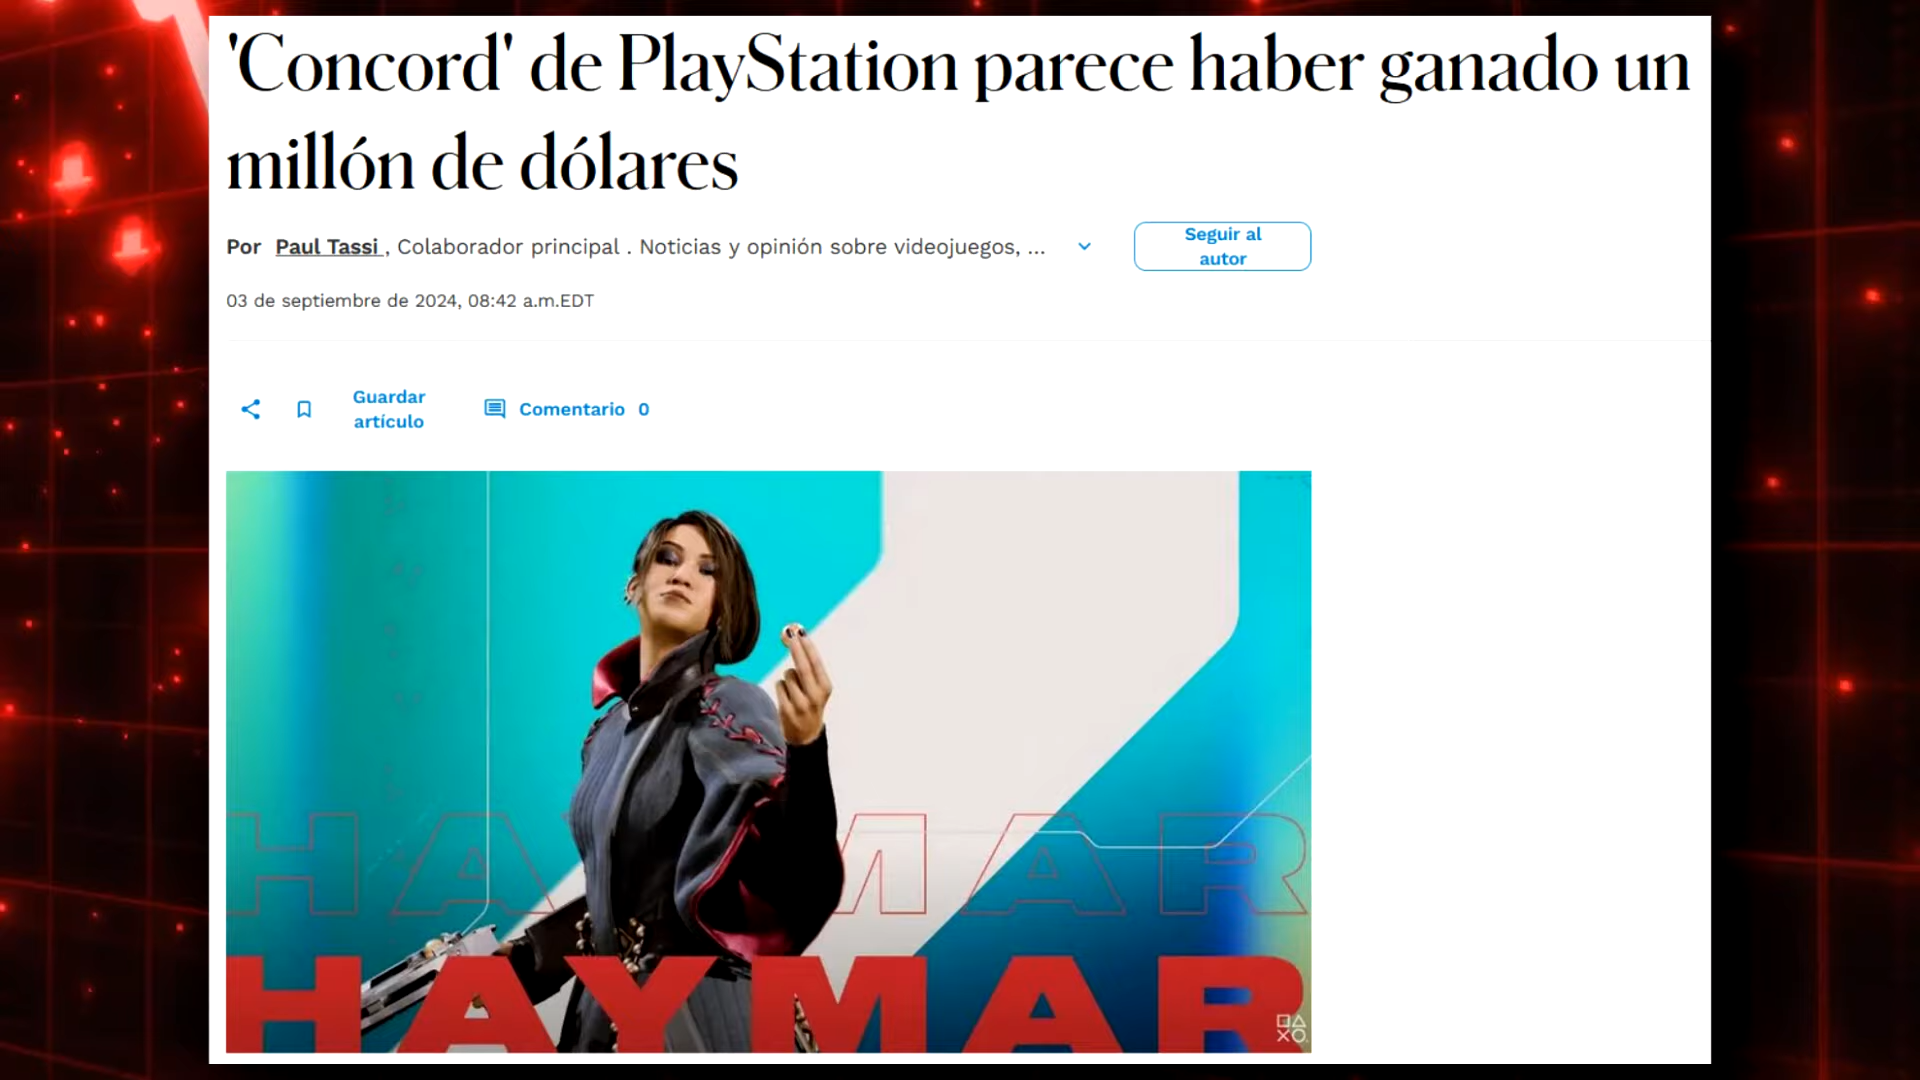 'Concord' de PlayStation parece haber ganado un
millón de dólares
Por Paul Tassi , Colaborador principal . Noticias y opinión sobre videojuegos, ...
Seguir al
autor
03 de septiembre de 2024, 08:42 a.m.EDT
Guardar
artículo
Comentario 0
HAYMAR
HAYMAR